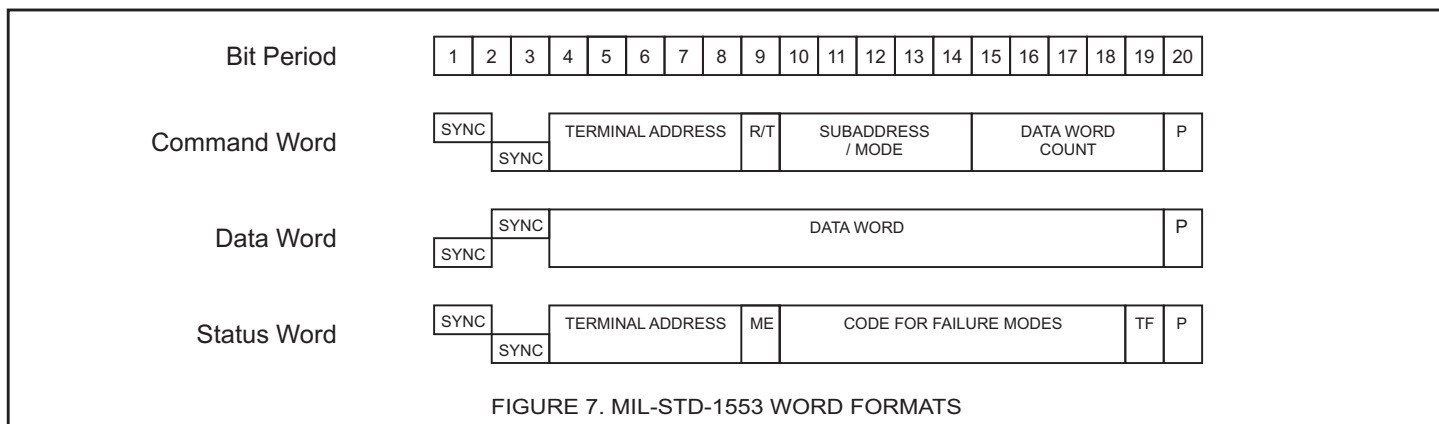 Bit Period 1 2 3 4 5 6 7 8 9 10 11 12 13 14 15 16 17 18 19 20
Command Word SYNC SYNC TERMINAL ADDRESS R/T SUBADDRESS / MODE DATA WORD COUNT P
Data Word SYNC SYNC DATA WORD P
Status Word SYNC SYNC TERMINAL ADDRESS ME CODE FOR FAILURE MODES TF P
FIGURE 7. MIL-STD-1553 WORD FORMATS